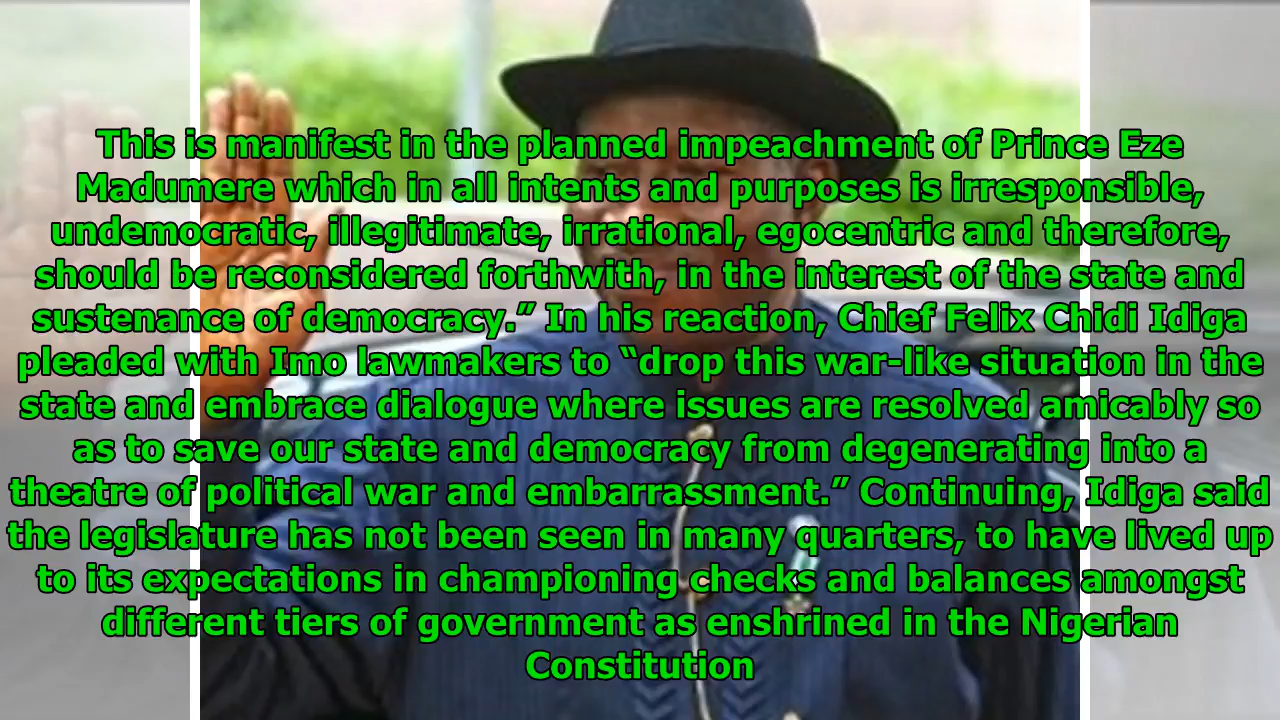 This is manifest in the planned impeachment of Prince Eze
Madumere which in all intents and purposes is irresponsible,
undemocratic, illegitimate, irrational, egocentric and therefore,
should be reconsidered forthwith, in the interest of the state and
sustenance of democracy.” In his reaction, Chief Felix Chidi Idiga
pleaded with Imo lawmakers to “drop this war-like situation in the
state and embrace dialogue where issues are resolved amicably so
as to save our state and democracy from degenerating into a
theatre of political war and embarrassment.” Continuing, Idiga said
the legislature has not been seen in many quarters, to have lived up
to its expectations in championing checks and balances amongst
different tiers of government as enshrined in the Nigerian
Constitution